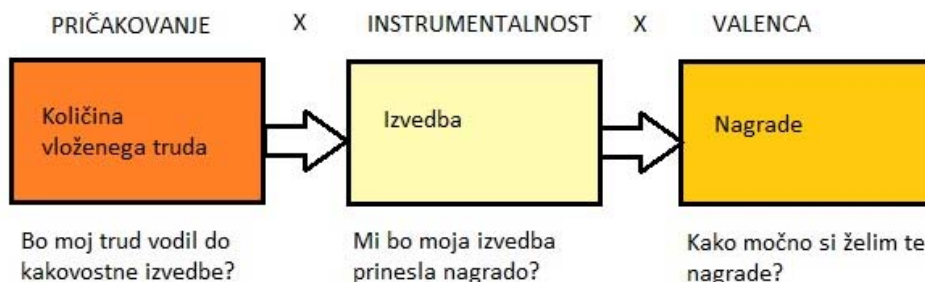 PRIČAKOVANJE X INSTRUMENTALNOST X VALENCA
Količina
vloženega truda
Izvedba
Nagrade
Bo moj trud vodil do
kakovostne izvedbe?
Mi bo moja izvedba
prinesla nagrado?
Kako močno si želim te
nagrade?